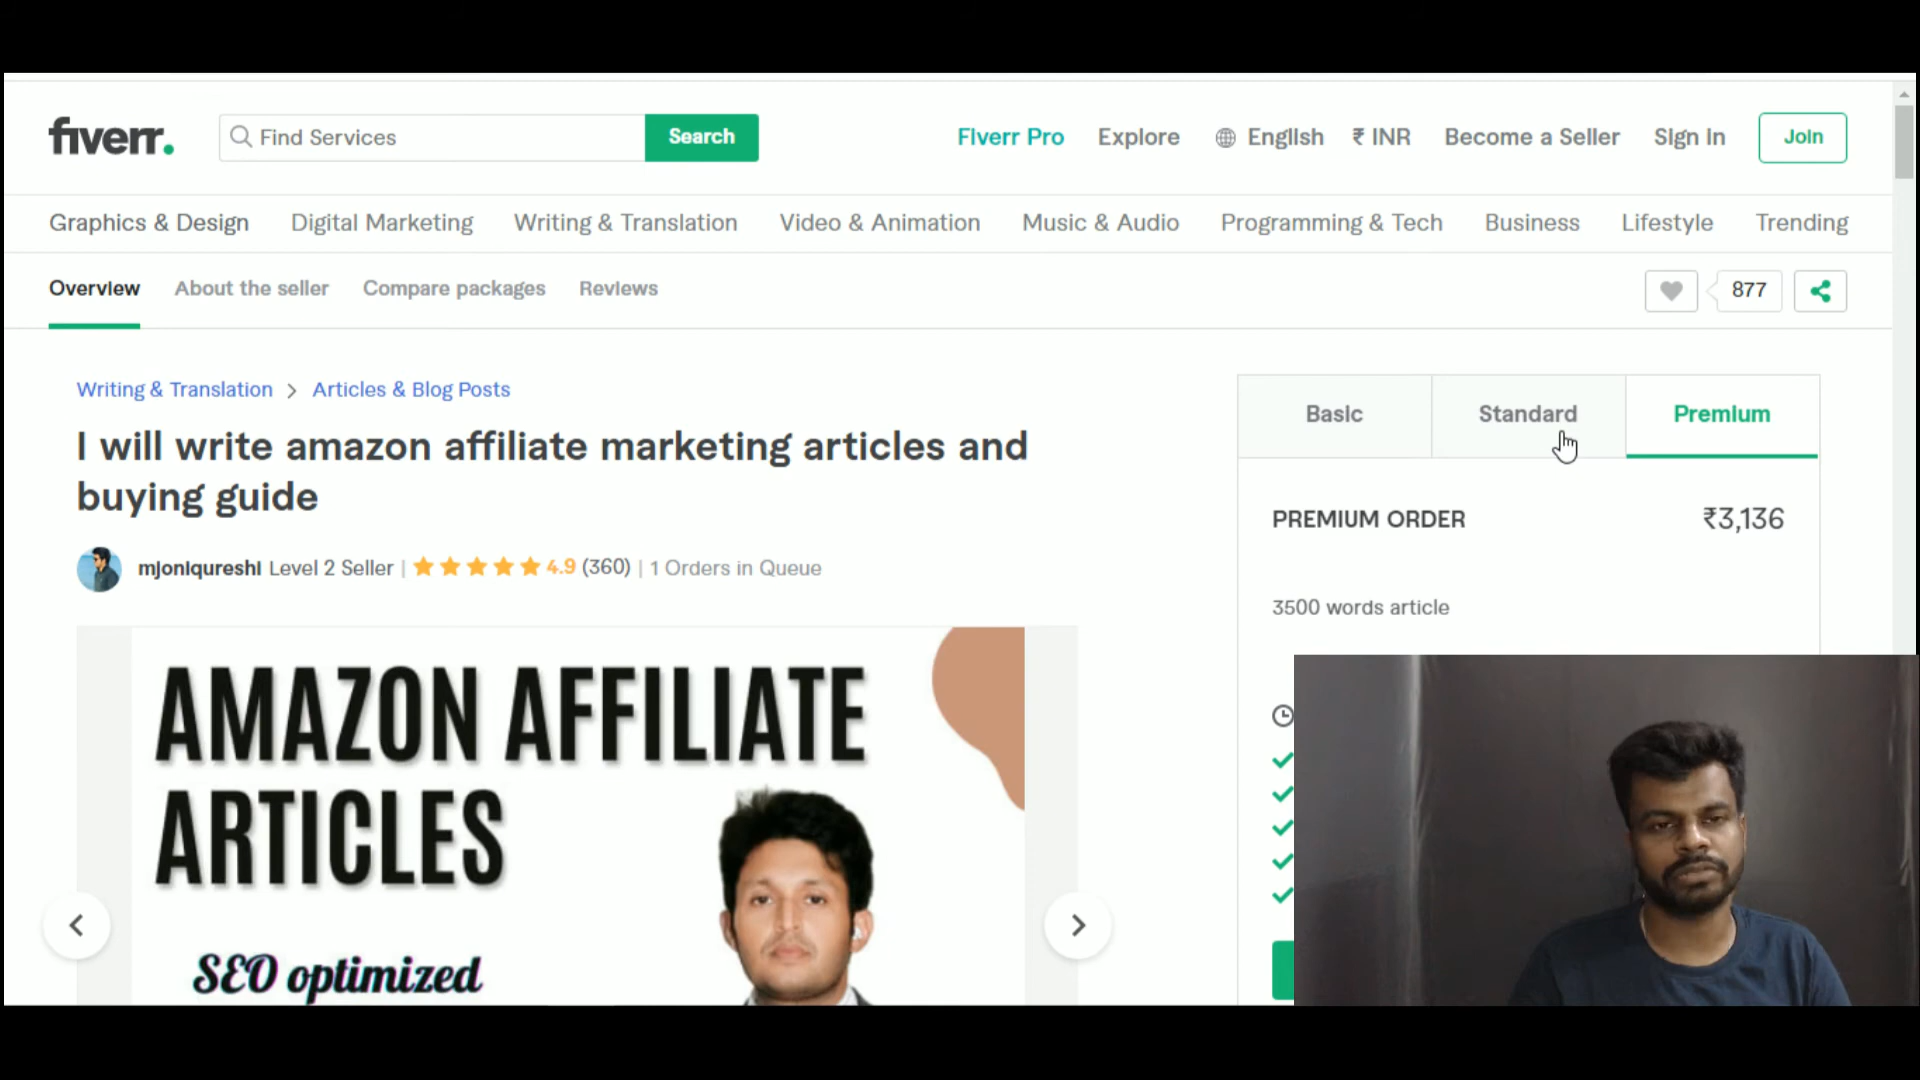 fiverr.
Find Services
Search
Fiverr Pro
Explore
English
₹ INR
Become a Seller
Sign In
Join
Graphics & Design
Digital Marketing
Writing & Translation
Video & Animation
Music & Audio
Programming & Tech
Business
Lifestyle
Trending
Overview
About the seller
Compare packages
Reviews
877
Writing & Translation > Articles & Blog Posts
I will write amazon affiliate marketing articles and
buying guide
mjoniqureshi Level 2 Seller | 4.9 (360) | 1 Orders in Queue
AMAZON AFFILIATE
ARTICLES
SEO optimized
Basic
Standard
Premium
PREMIUM ORDER
₹3,136
3500 words article